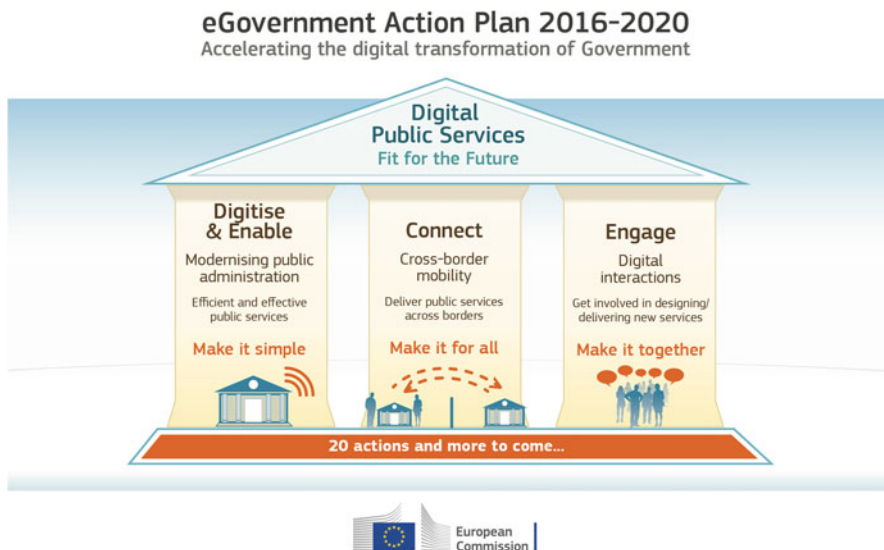 eGovernment Action Plan 2016-2020
Accelerating the digital transformation of Government
Digital
Public Services
Fit for the Future
Digitise
& Enable
Modernising public
administration
Efficient and effective
public services
Make it simple
Connect
Cross-border
mobility
Deliver public services
across borders
Make it for all
Engage
Digital
interactions
Get involved in designing/
delivering new services
Make it together
20 actions and more to come...
European
Commission